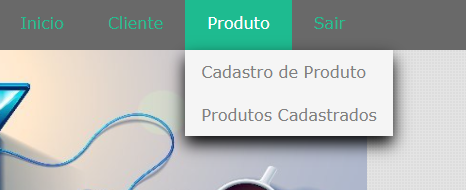 Inicio Cliente Produto Sair
Cadastro de Produto
Produtos Cadastrados